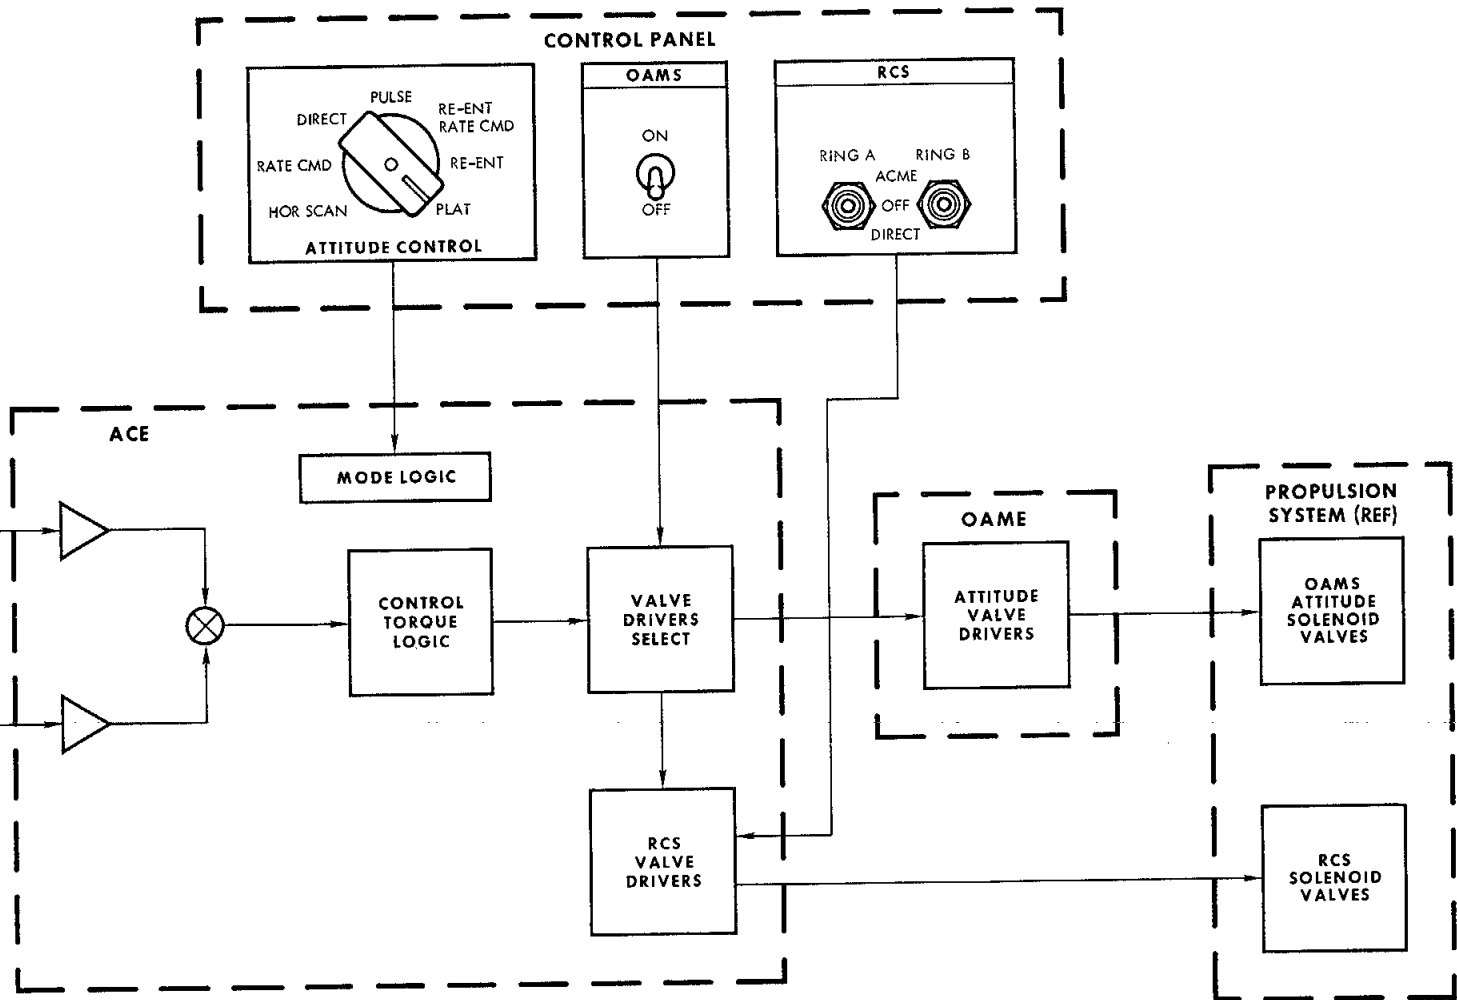 CONTROL PANEL
PULSE
DIRECT
RE-ENT
RATE CMD
RATE CMD
RE-ENT
HOR SCAN
PLAT
ATTITUDE CONTROL
OAMS
ON
OFF
RCS
RING A
RING B
ACME
OFF
DIRECT
ACE
MODE LOGIC
CONTROL
TORQUE
LOGIC
VALVE
DRIVERS
SELECT
RCS
VALVE
DRIVERS
OAME
ATTITUDE
VALVE
DRIVERS
PROPULSION
SYSTEM (REF)
OAMS
ATTITUDE
SOLENOID
VALVES
RCS
SOLENOID
VALVES